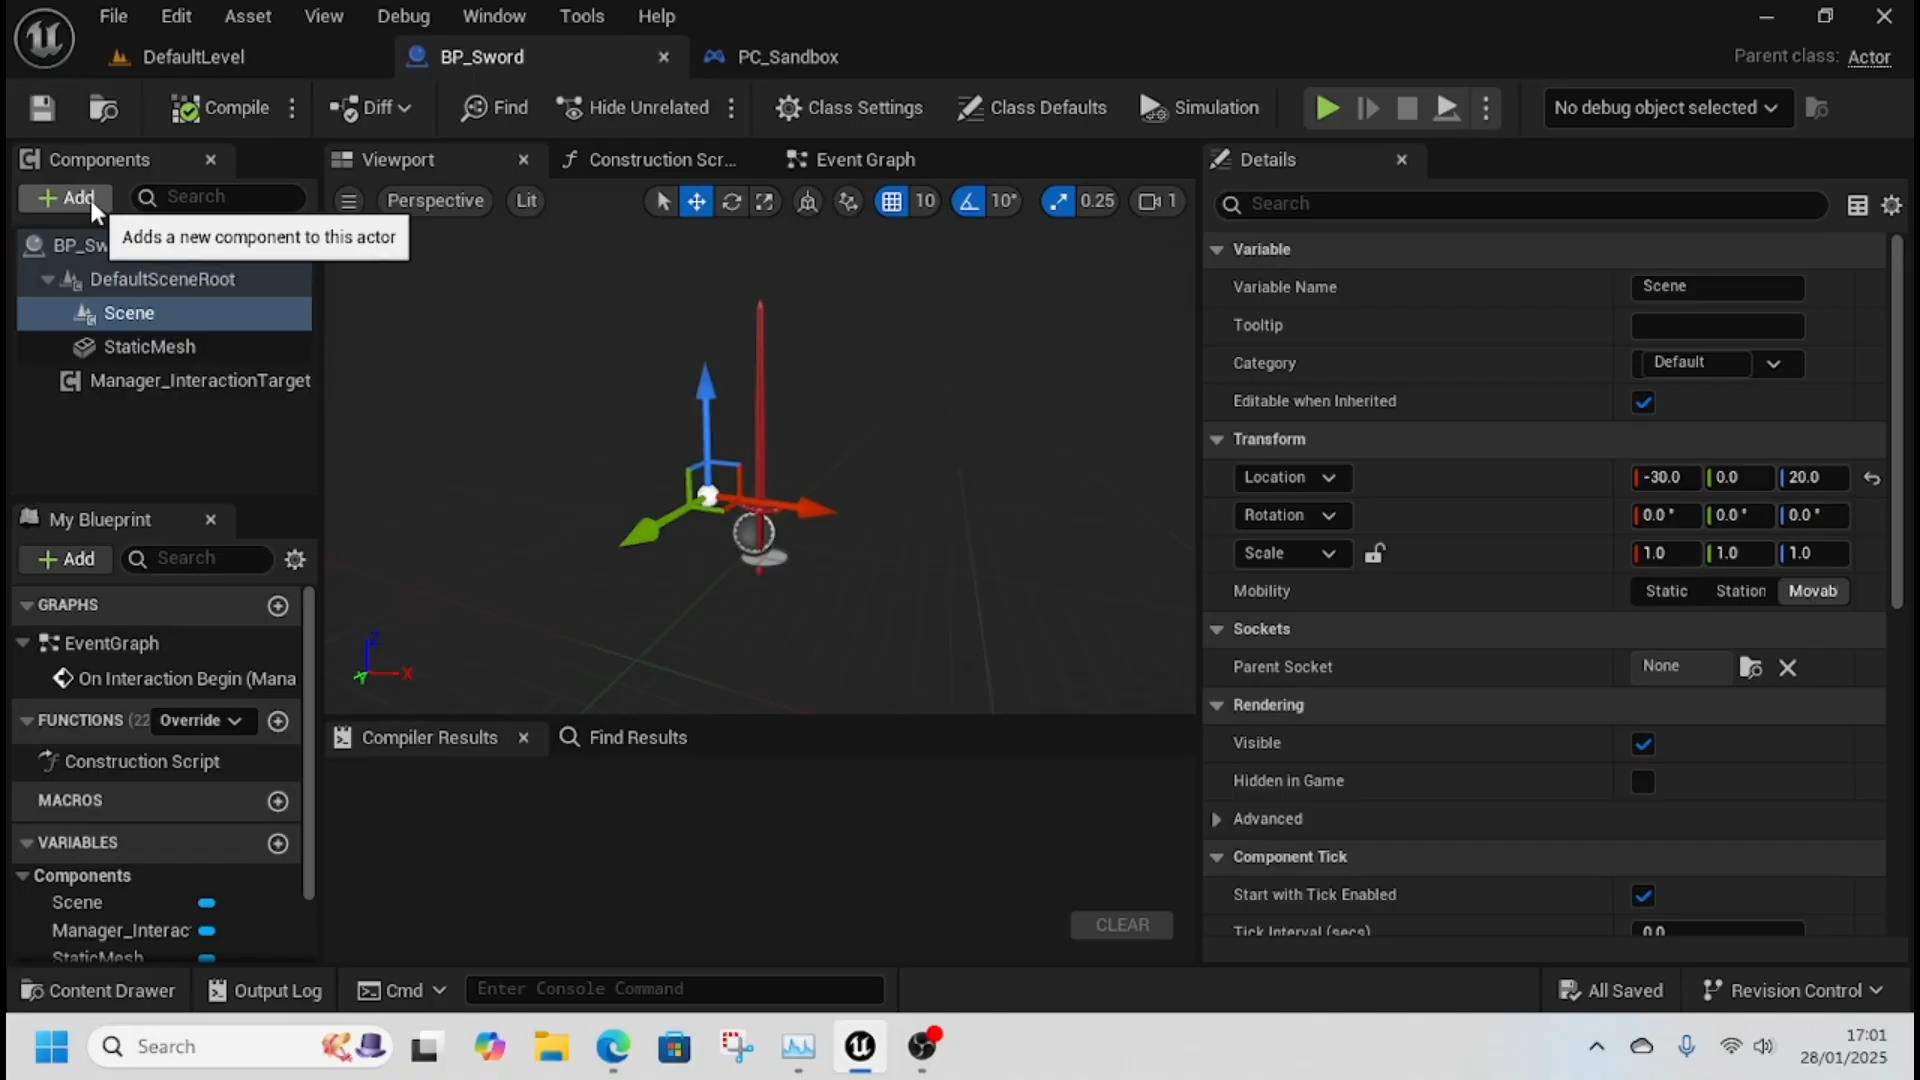 File Edit Asset View Debug Window Tools Help
DefaultLevel BP_Sword PC_Sandbox Parent class: Actor
Compile Diff Find Hide Unrelated Class Settings Class Defaults Simulation No debug object selected
Components Viewport Construction Scr... Event Graph Details
Add Search Perspective Lit 10 10° 0.25 1 Search
Adds a new component to this actor
BP_Sw
DefaultSceneRoot
Scene
StaticMesh
Manager_InteractionTarget
Z
X
Y
Variable
Variable Name Scene
Tooltip
Category Default
Editable when Inherited
Transform
Location -30.0 0.0 20.0
Rotation 0.0 ° 0.0 ° 0.0 °
Scale 1.0 1.0 1.0
Mobility Static Station Movab
Sockets
Parent Socket None
Rendering
Visible
Hidden in Game
Advanced
Component Tick
Start with Tick Enabled
Tick Interval (secs) 0.0
My Blueprint
Add Search
GRAPHS
EventGraph
On Interaction Begin (Mana
FUNCTIONS (22 Override
Construction Script
MACROS
VARIABLES
Components
Scene
Manager_Interac
StaticMesh
Compiler Results Find Results
CLEAR
Content Drawer Output Log Cmd Enter Console Command All Saved Revision Control
Search
17:01
28/01/2025